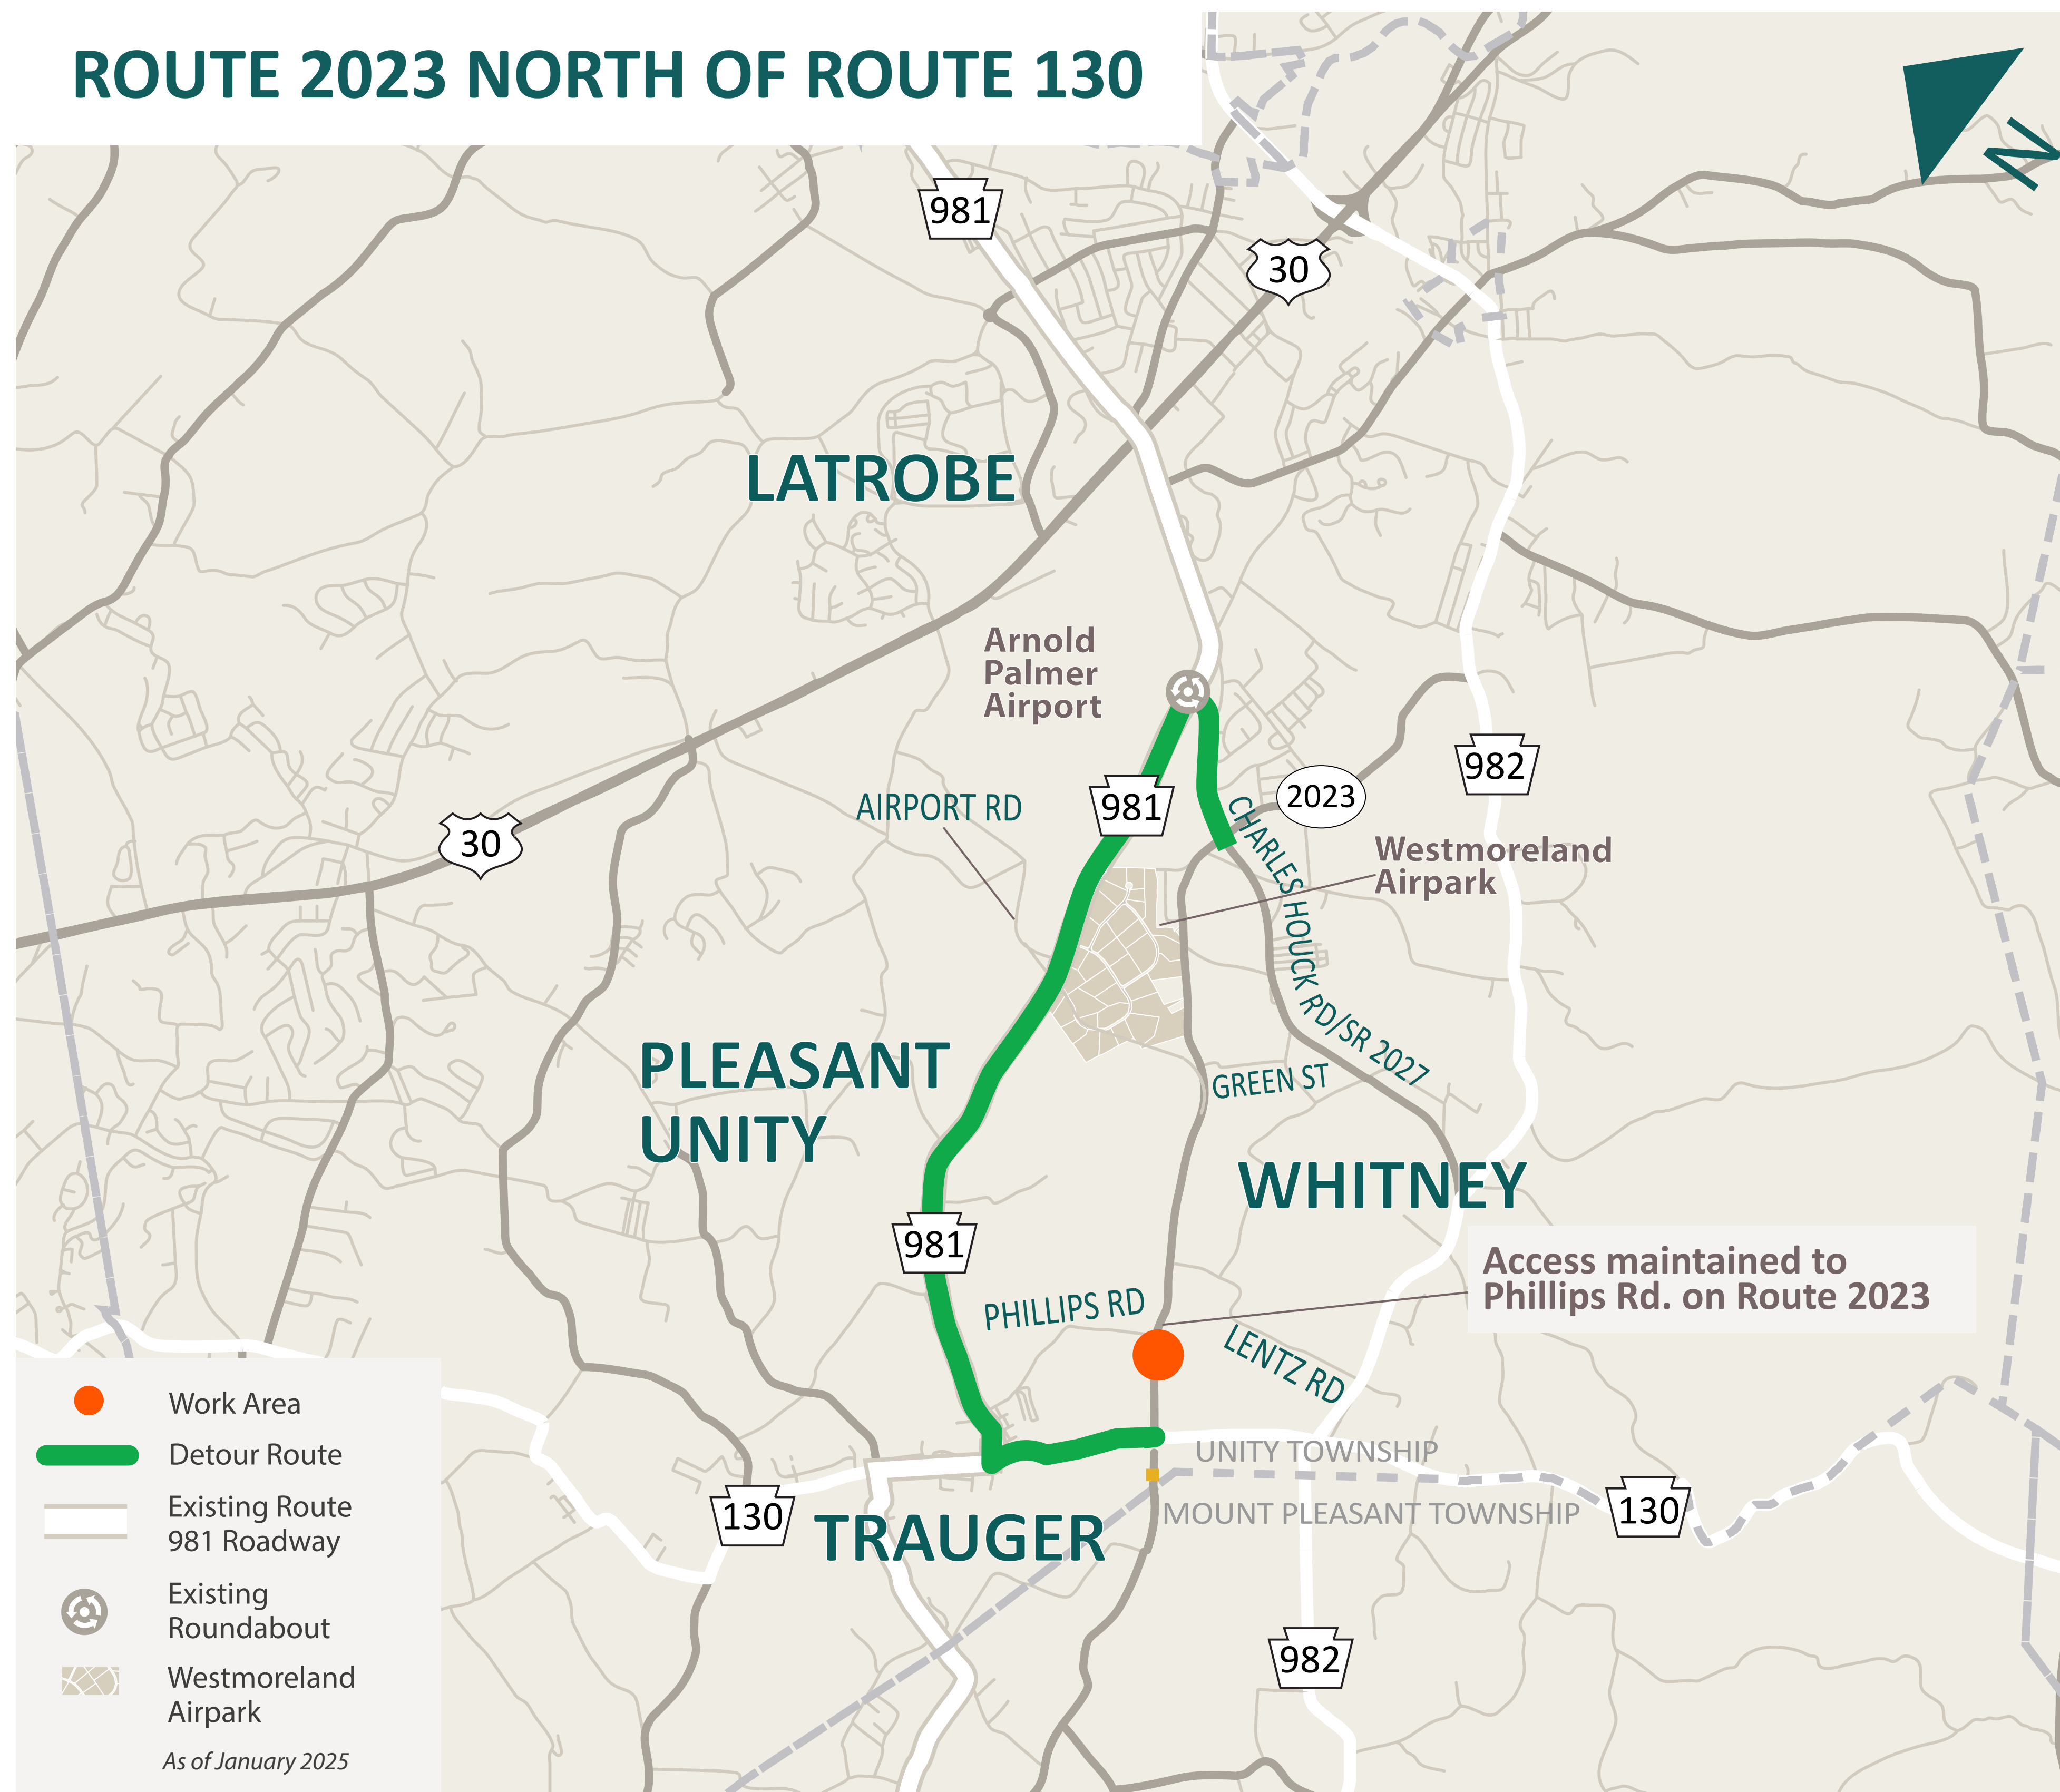 ROUTE 2023 NORTH OF ROUTE 130
N
981
30
LATROBE
Arnold
Palmer
Airport
982
2023
AIRPORT RD
981
30
CHARLES HOUCK RD/SR 2027
Westmoreland
Airpark
PLEASANT
UNITY
GREEN ST
WHITNEY
981
Access maintained to
Phillips Rd. on Route 2023
PHILLIPS RD
LENTZ RD
UNITY TOWNSHIP
MOUNT PLEASANT TOWNSHIP
130
130
TRAUGER
982
Work Area
Detour Route
Existing Route
981 Roadway
Existing
Roundabout
Westmoreland
Airpark
As of January 2025